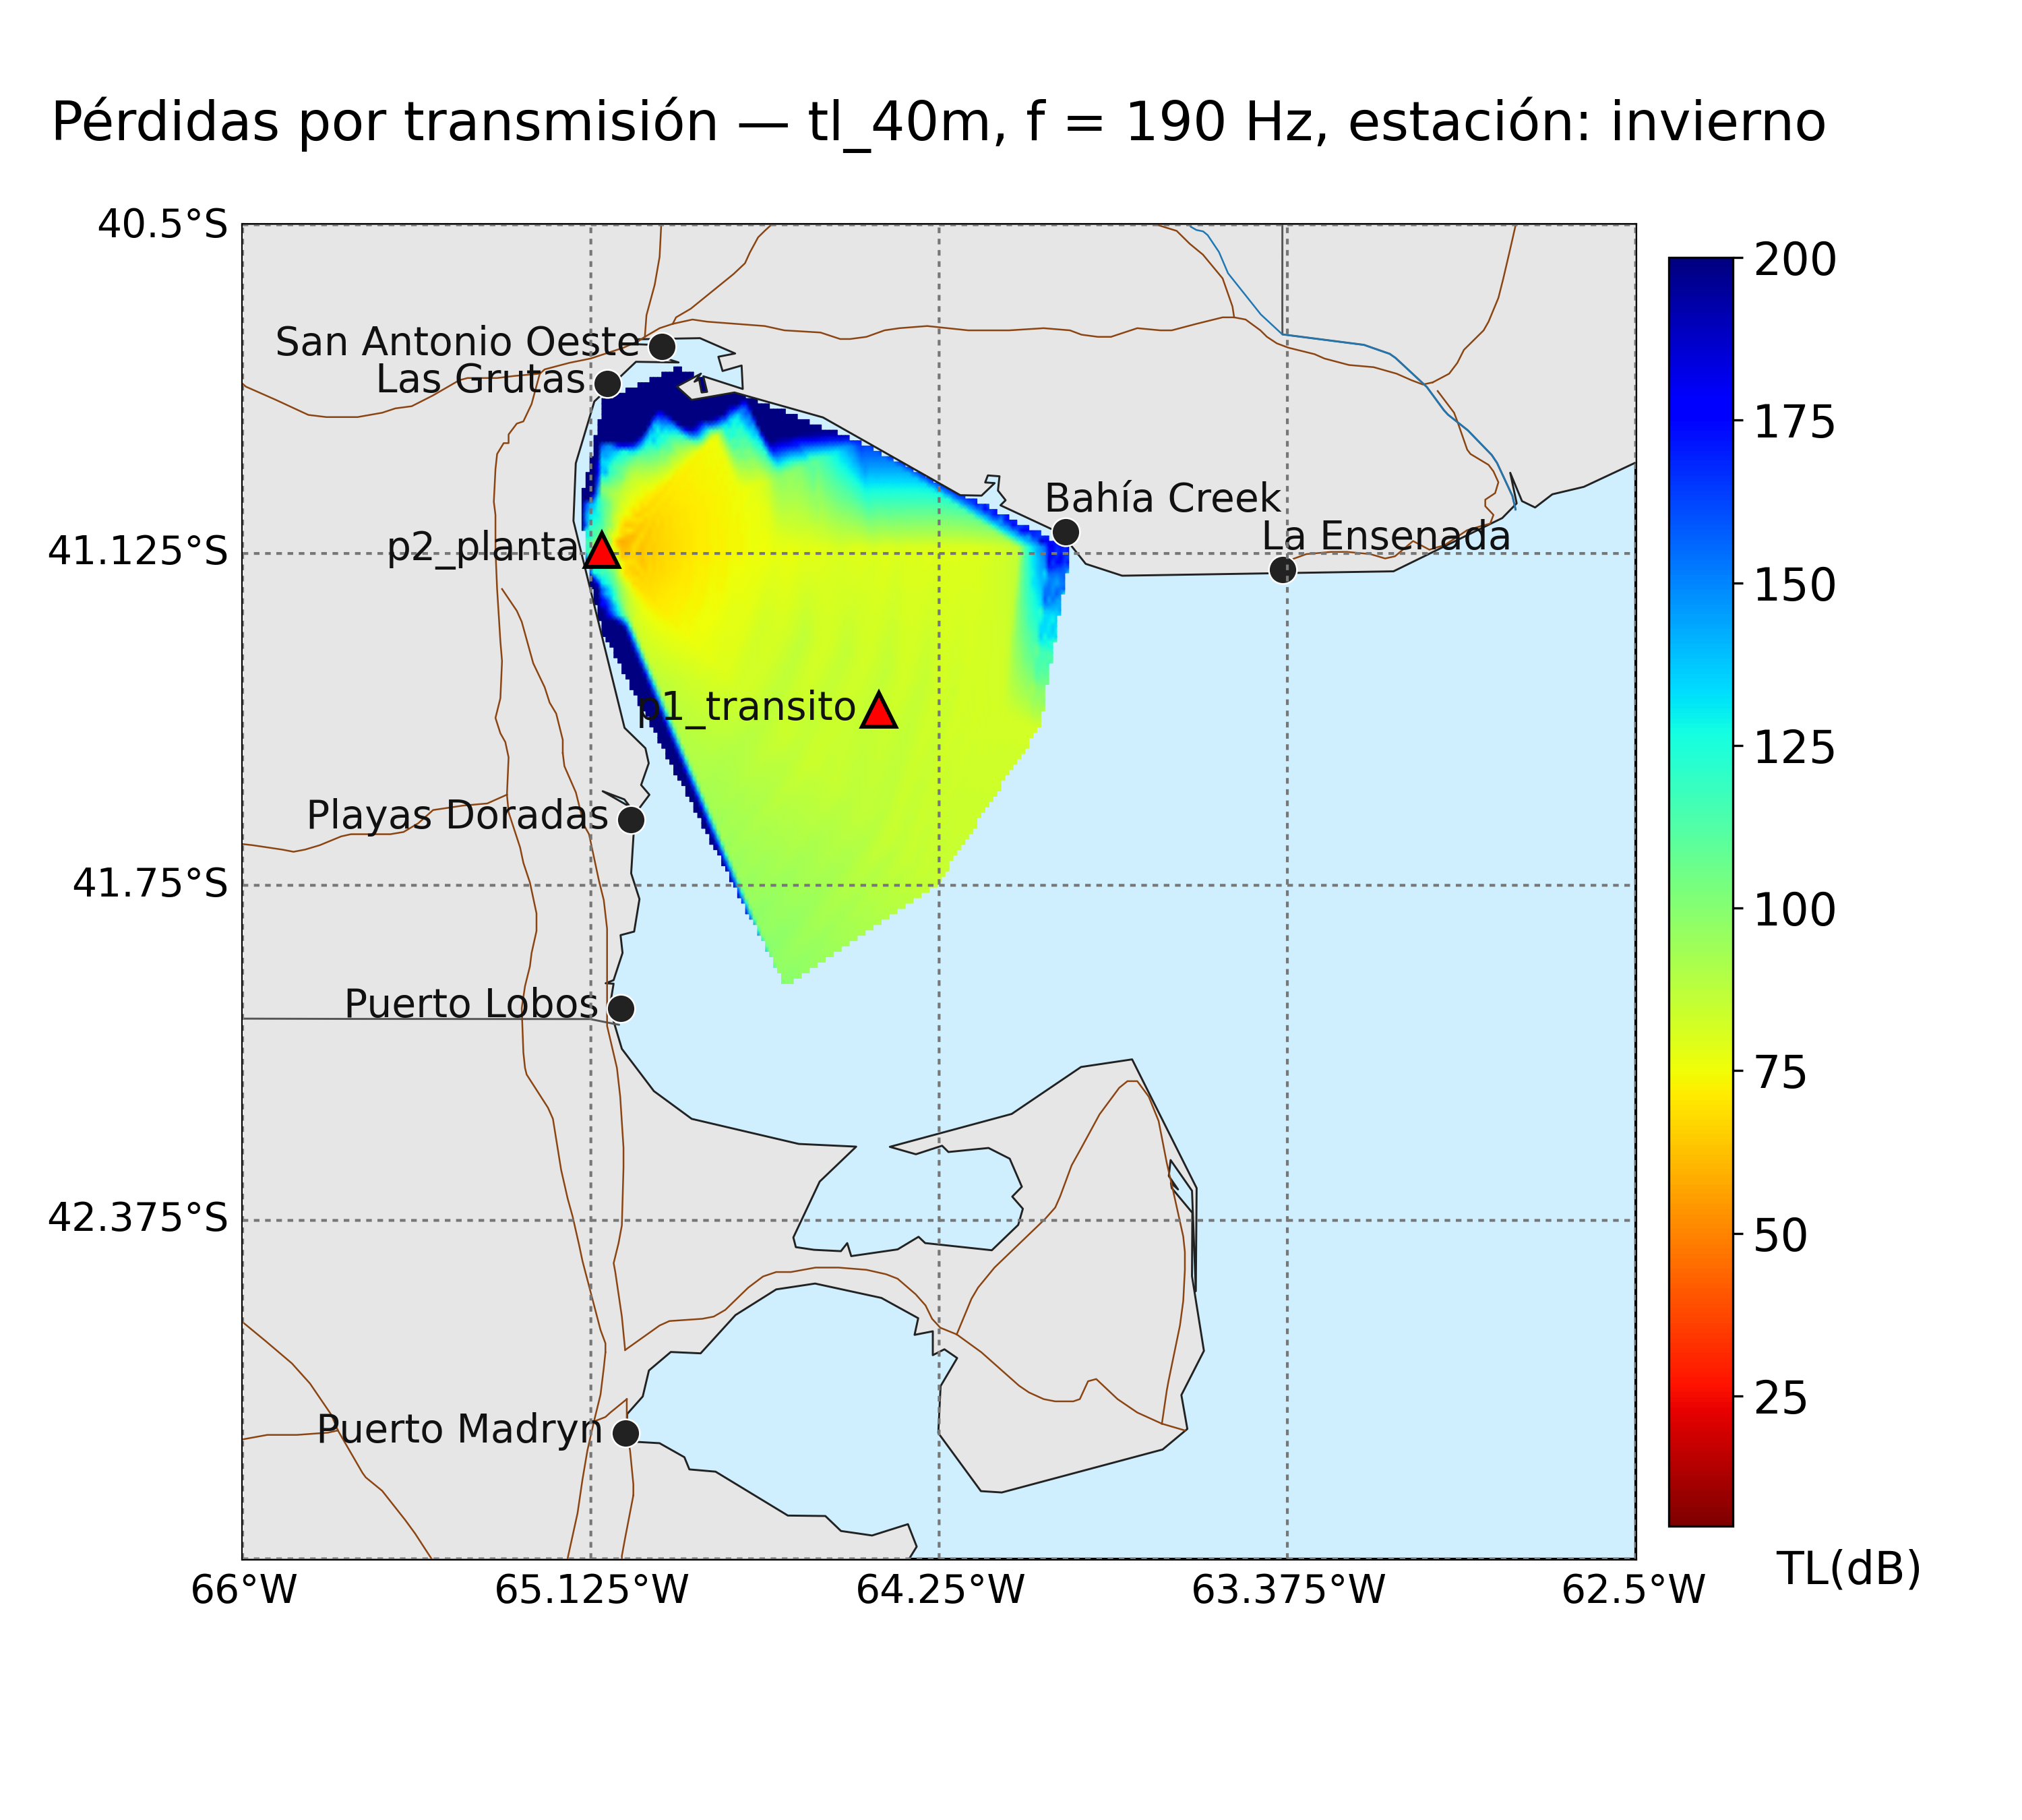 Pérdidas por transmisión — tl_40m, f = 190 Hz, estación: invierno
40.5°S
200
San Antonio Oeste
Las Grutas
175
Bahía Creek
La Ensenada
p2_planta
41.125°S
150
p1_transito
125
Playas Doradas
41.75°S
100
Puerto Lobos
75
42.375°S
50
25
Puerto Madryn
TL(dB)
66°W 65.125°W 64.25°W 63.375°W 62.5°W